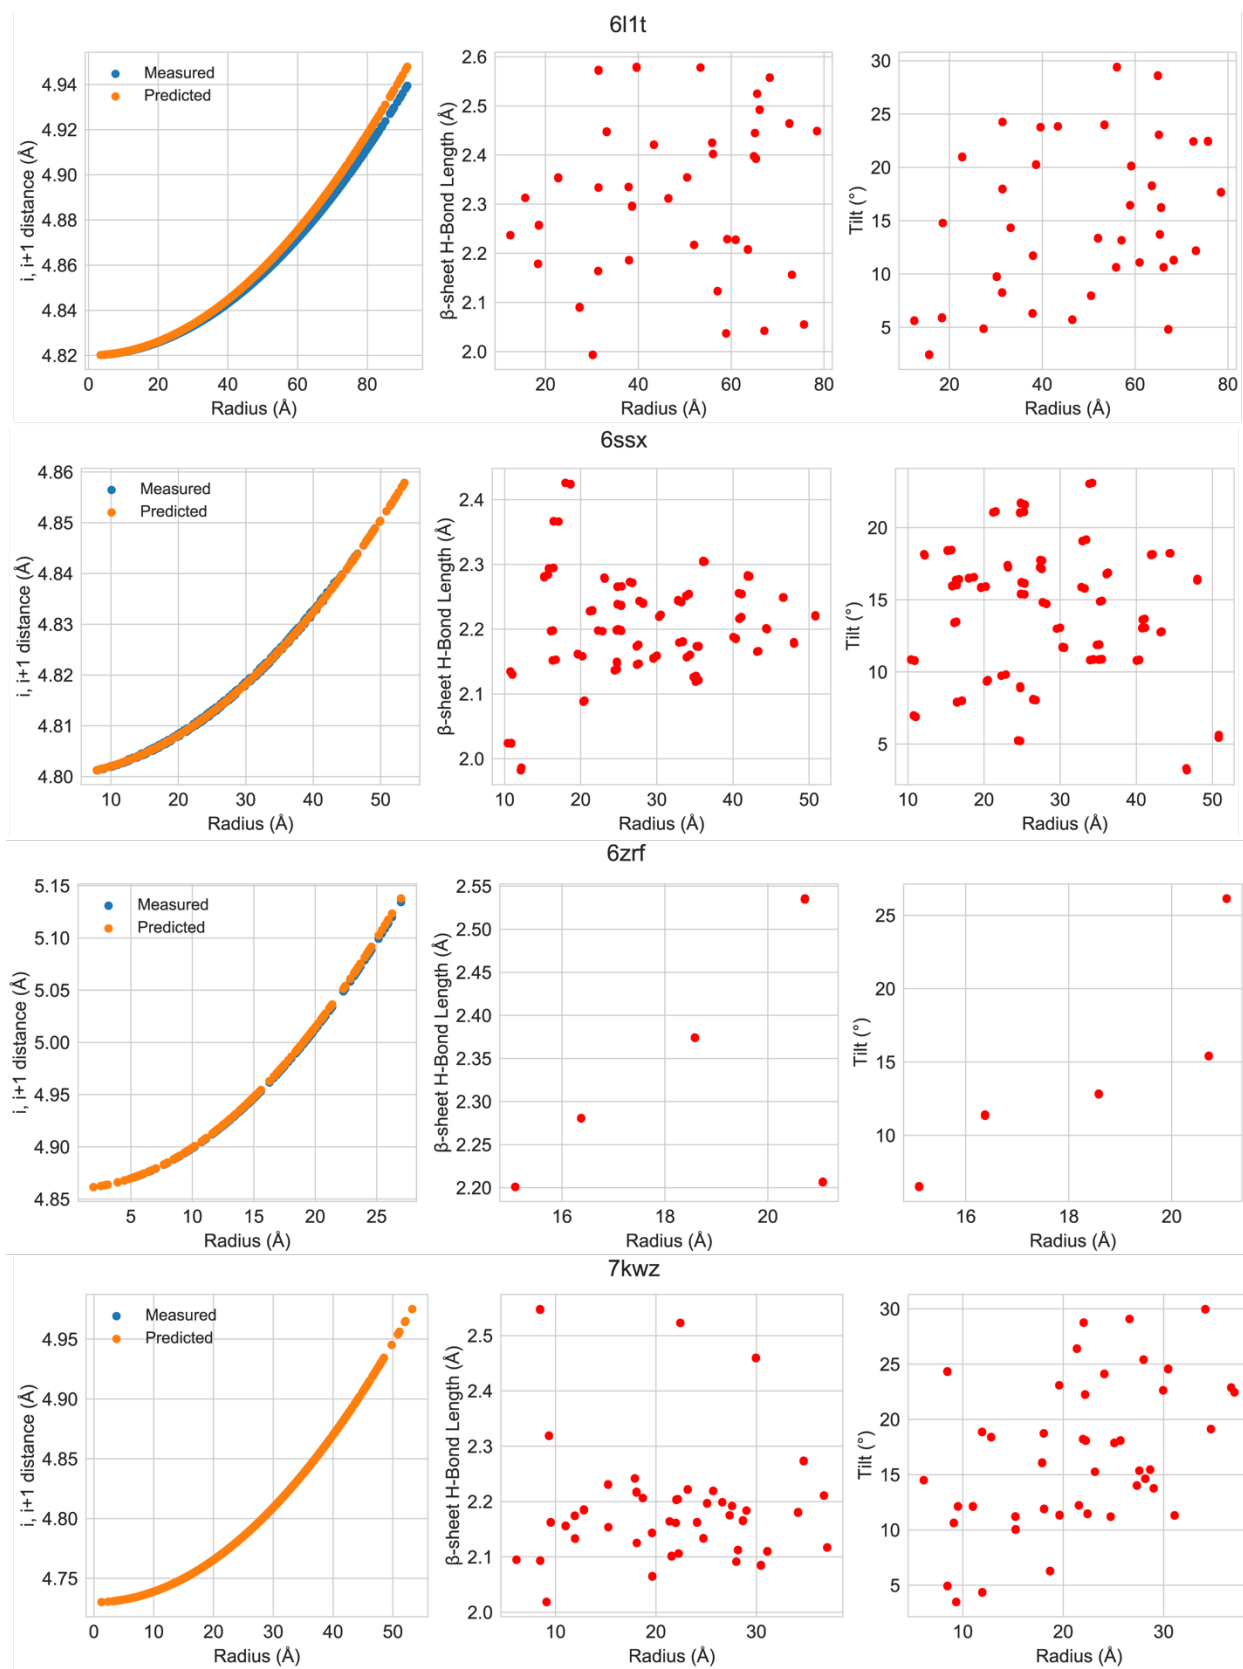 6l1t
i, i+1 distance (Å)
4.94
4.92
4.90
4.88
4.86
4.84
4.82
Measured
Predicted
0 20 40 60 80
Radius (Å)
β-sheet H-Bond Length (Å)
2.6
2.5
2.4
2.3
2.2
2.1
2.0
20 40 60 80
Radius (Å)
Tilt (°)
30
25
20
15
10
5
20 40 60 80
Radius (Å)
6ssx
i, i+1 distance (Å)
4.86
4.85
4.84
4.83
4.82
4.81
4.80
Measured
Predicted
10 20 30 40 50
Radius (Å)
β-sheet H-Bond Length (Å)
2.4
2.3
2.2
2.1
2.0
10 20 30 40 50
Radius (Å)
Tilt (°)
20
15
10
5
10 20 30 40 50
Radius (Å)
6zrf
i, i+1 distance (Å)
5.15
5.10
5.05
5.00
4.95
4.90
4.85
Measured
Predicted
5 10 15 20 25
Radius (Å)
β-sheet H-Bond Length (Å)
2.55
2.50
2.45
2.40
2.35
2.30
2.25
2.20
16 18 20
Radius (Å)
Tilt (°)
25
20
15
10
16 18 20
Radius (Å)
7kwz
i, i+1 distance (Å)
4.95
4.90
4.85
4.80
4.75
Measured
Predicted
0 10 20 30 40 50
Radius (Å)
β-sheet H-Bond Length (Å)
2.5
2.4
2.3
2.2
2.1
2.0
10 20 30
Radius (Å)
Tilt (°)
30
25
20
15
10
5
10 20 30
Radius (Å)